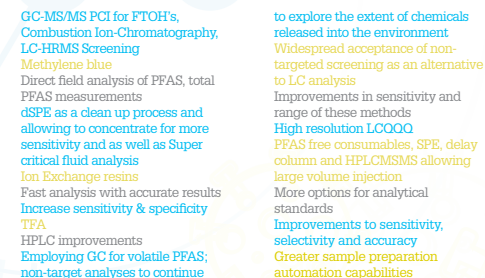 GC-MS/MS PCI for FTOH's,
Combustion Ion-Chromatography,
LC-HRMS Screening
Methylene blue
Direct field analysis of PFAS, total
PFAS measurements
dSPE as a clean up process and
allowing to concentrate for more
sensitivity and as well as Super
critical fluid analysis
Ion Exchange resins
Fast analysis with accurate results
Increase sensitivity & specificity
TFA
HPLC improvements
Employing GC for volatile PFAS;
non-target analyses to continue
to explore the extent of chemicals
released into the environment
Widespread acceptance of non-
targeted screening as an alternative
to LC analysis
Improvements in sensitivity and
range of these methods
High resolution LCQQQ
PFAS free consumables, SPE, delay
column and HPLCMSMS allowing
large volume injection
More options for analytical
standards
Improvements to sensitivity,
selectivity and accuracy
Greater sample preparation
automation capabilities